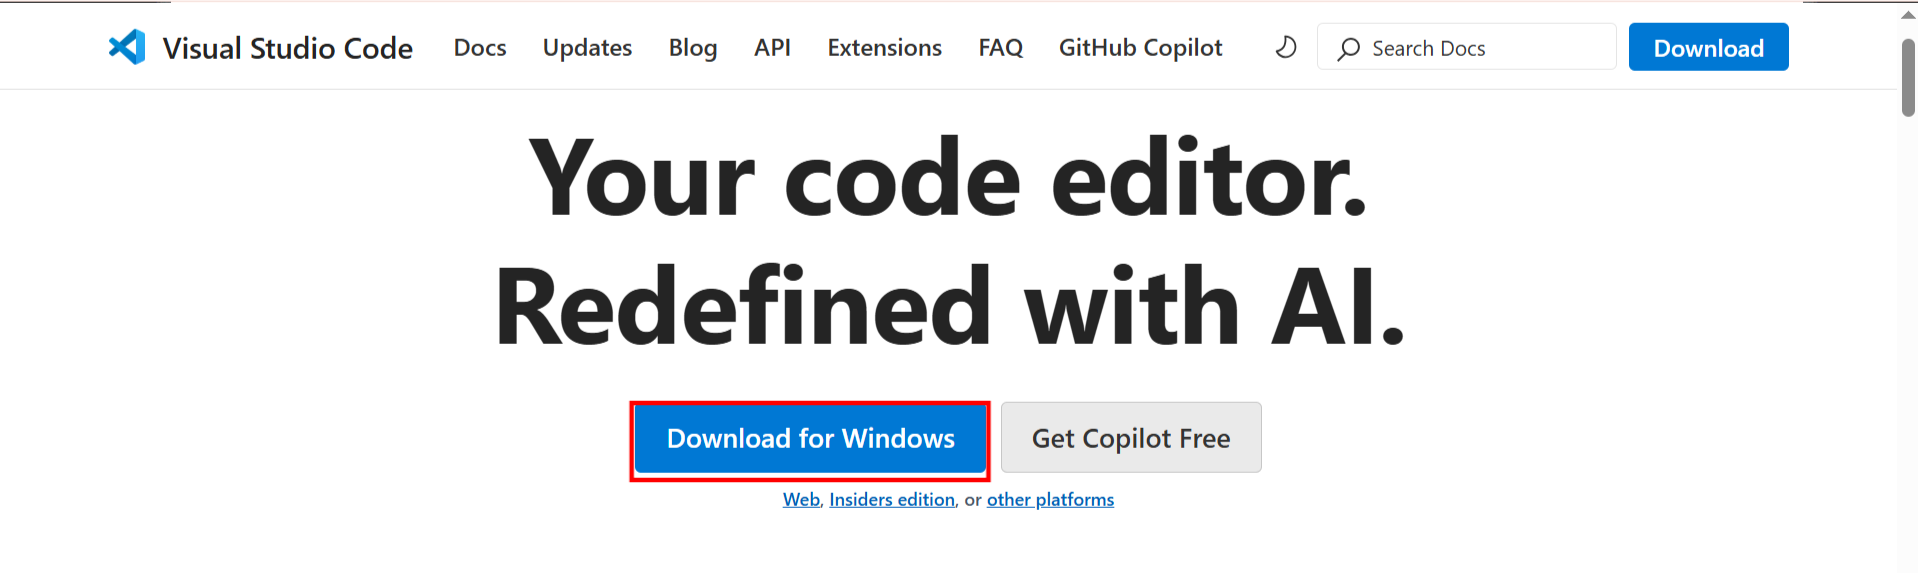 Visual Studio Code Docs Updates Blog API Extensions FAQ GitHub Copilot Search Docs Download
Your code editor.
Redefined with AI.
Download for Windows Get Copilot Free
Web, Insiders edition, or other platforms